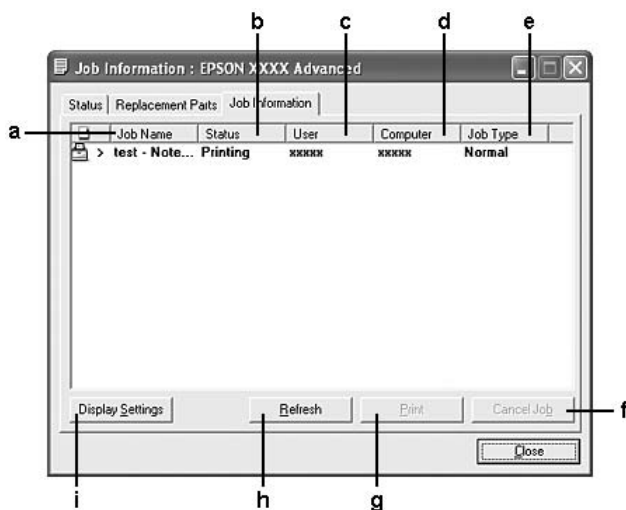 b c d e
Job Information : EPSON XXXX Advanced
Status Replacement Parts Job Information
a
Job Name Status User Computer Job Type
> test - Note... Printing xxxxx xxxxx Normal
Display Settings Refresh Print Cancel Job
f
Close
i h g